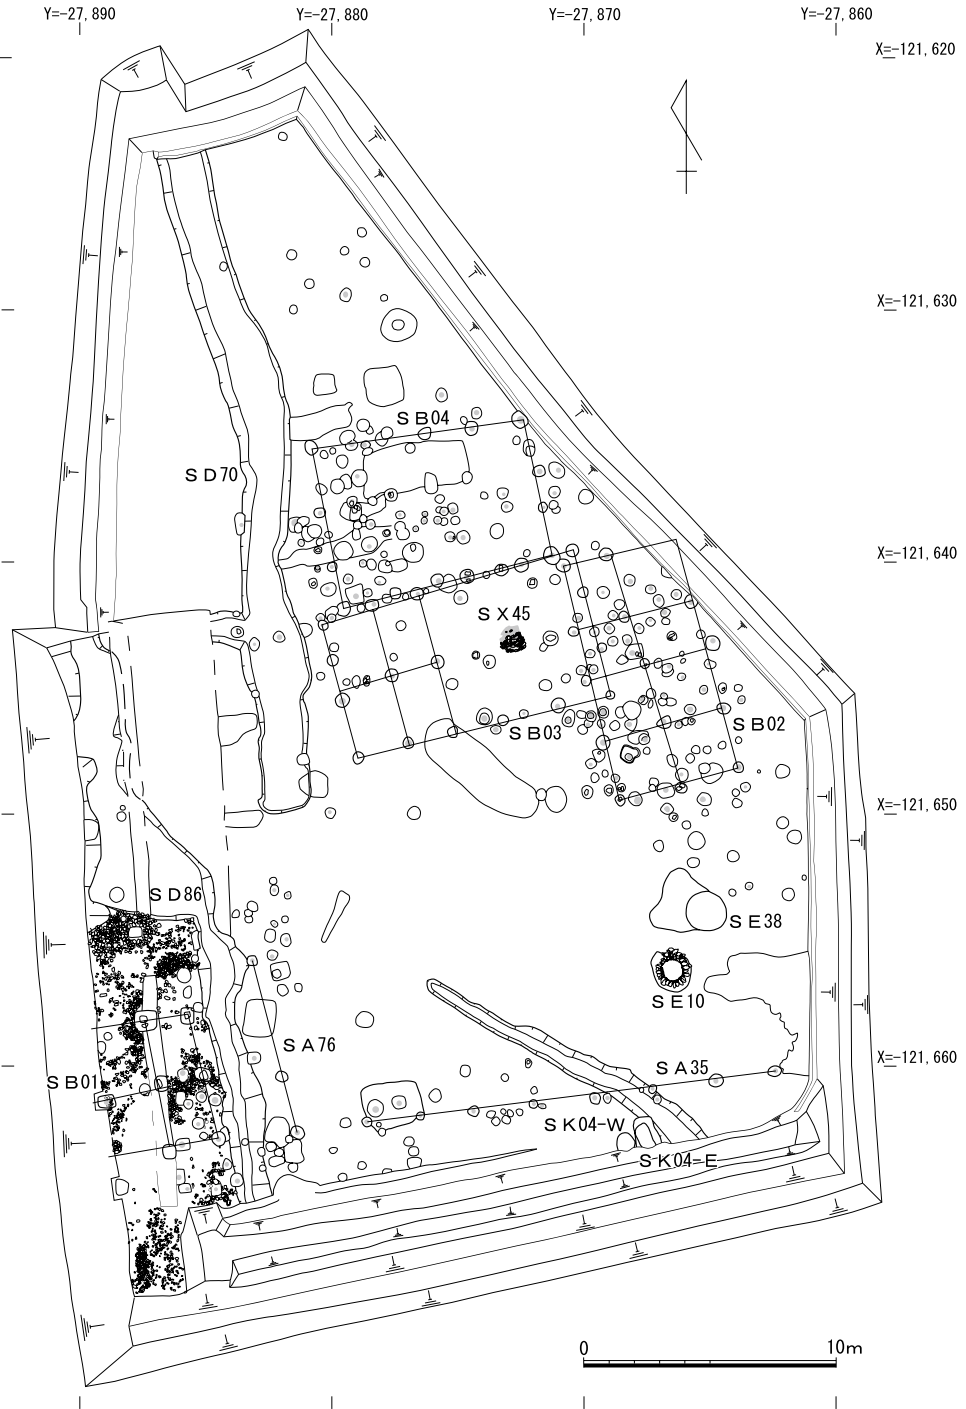 Y=-27,890
Y=-27,880
Y=-27,870
Y=-27,860
X=-121,620
X=-121,630
SB04
SD70
X=-121,640
SX45
SB03
SB02
X=-121,650
SD86
SE38
SE10
SA76
X=-121,660
SA35
SB01
SK04-W
SK04-E
0
10m